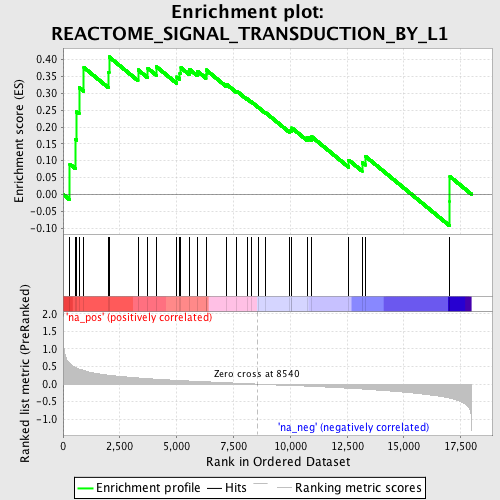 Enrichment plot:
REACTOME_SIGNAL_TRANSDUCTION_BY_L1
Enrichment score (ES)
0.40
0.35
0.30
0.25
0.20
0.15
0.10
0.05
0.00
-0.05
-0.10
'na_pos' (positively correlated)
Ranked list metric (PreRanked)
2.0
1.5
1.0
0.5
0.0
-0.5
-1.0
Zero cross at 8540
'na_neg' (negatively correlated)
0 2,500 5,000 7,500 10,000 12,500 15,000 17,500
Rank in Ordered Dataset
Enrichment profile Hits Ranking metric scores